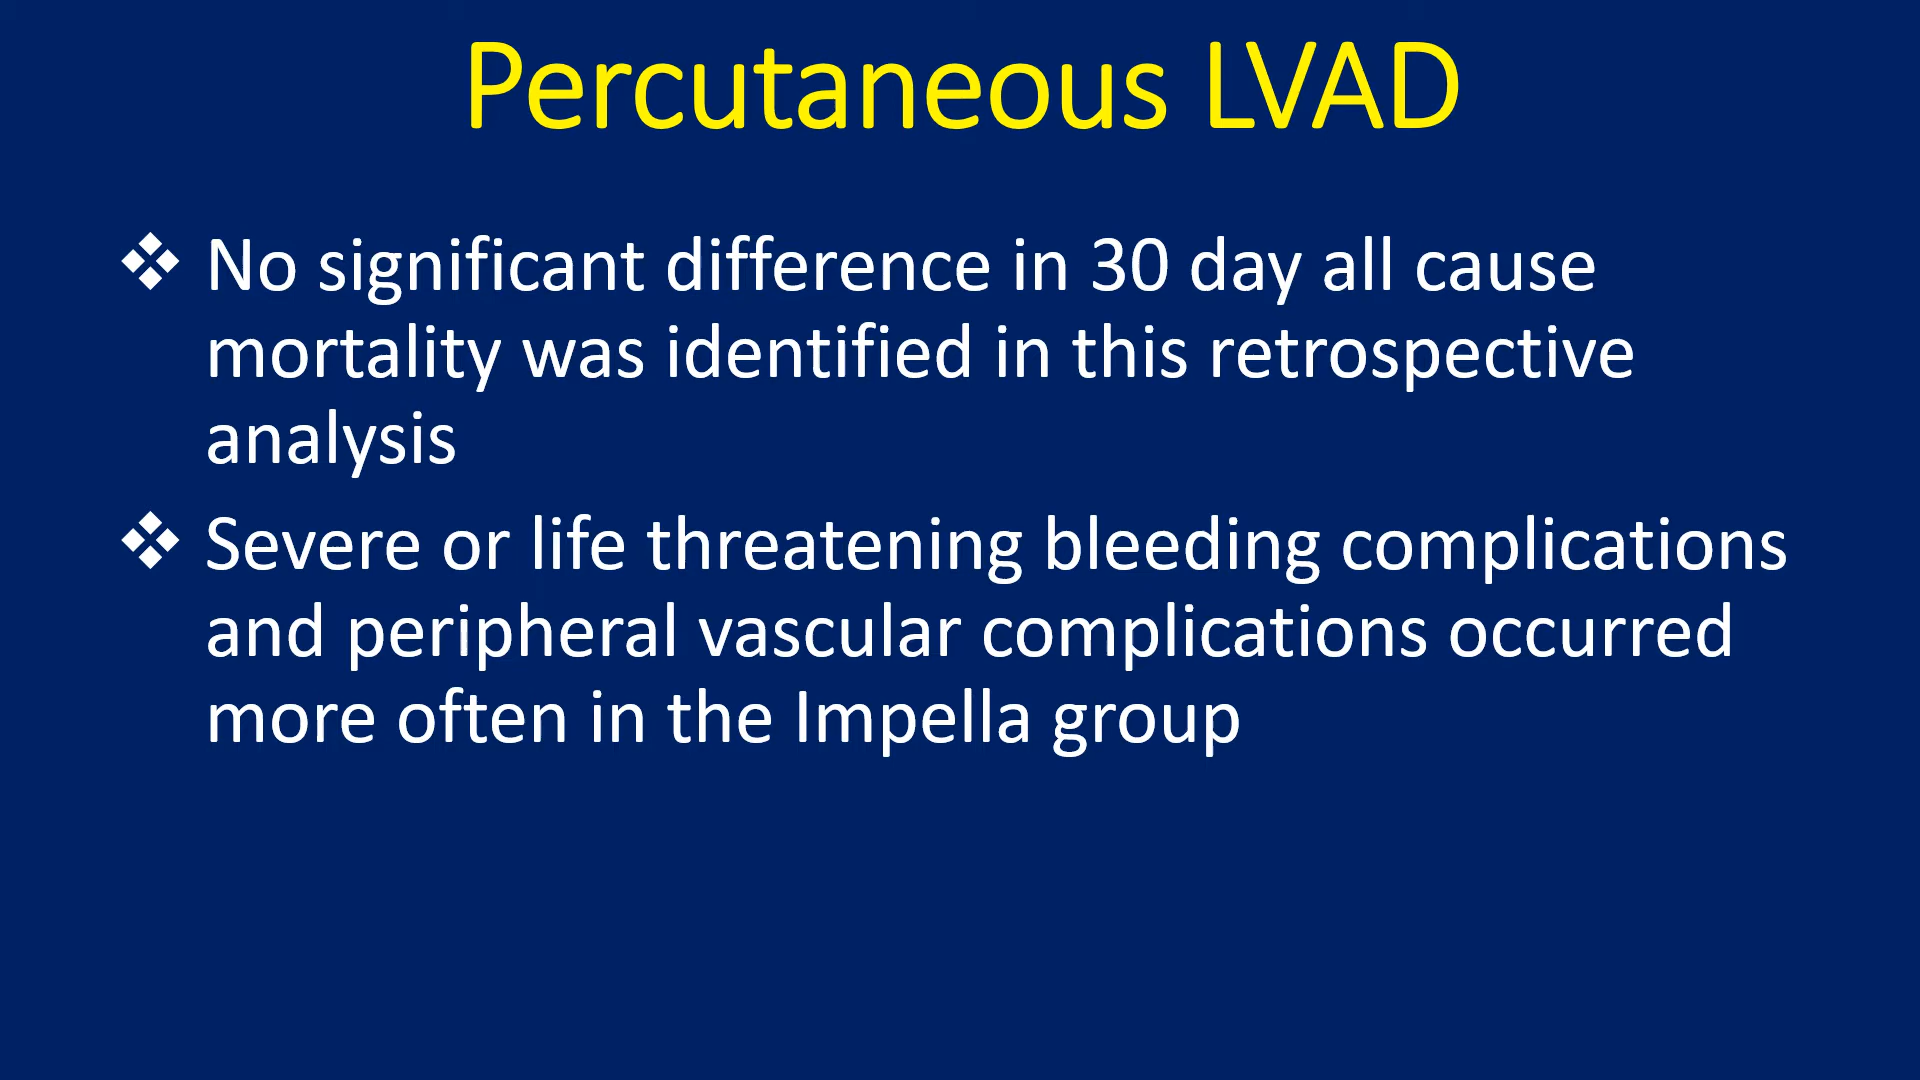 Percutaneous LVAD
❖ No significant difference in 30 day all cause
mortality was identified in this retrospective
analysis
❖ Severe or life threatening bleeding complications
and peripheral vascular complications occurred
more often in the Impella group